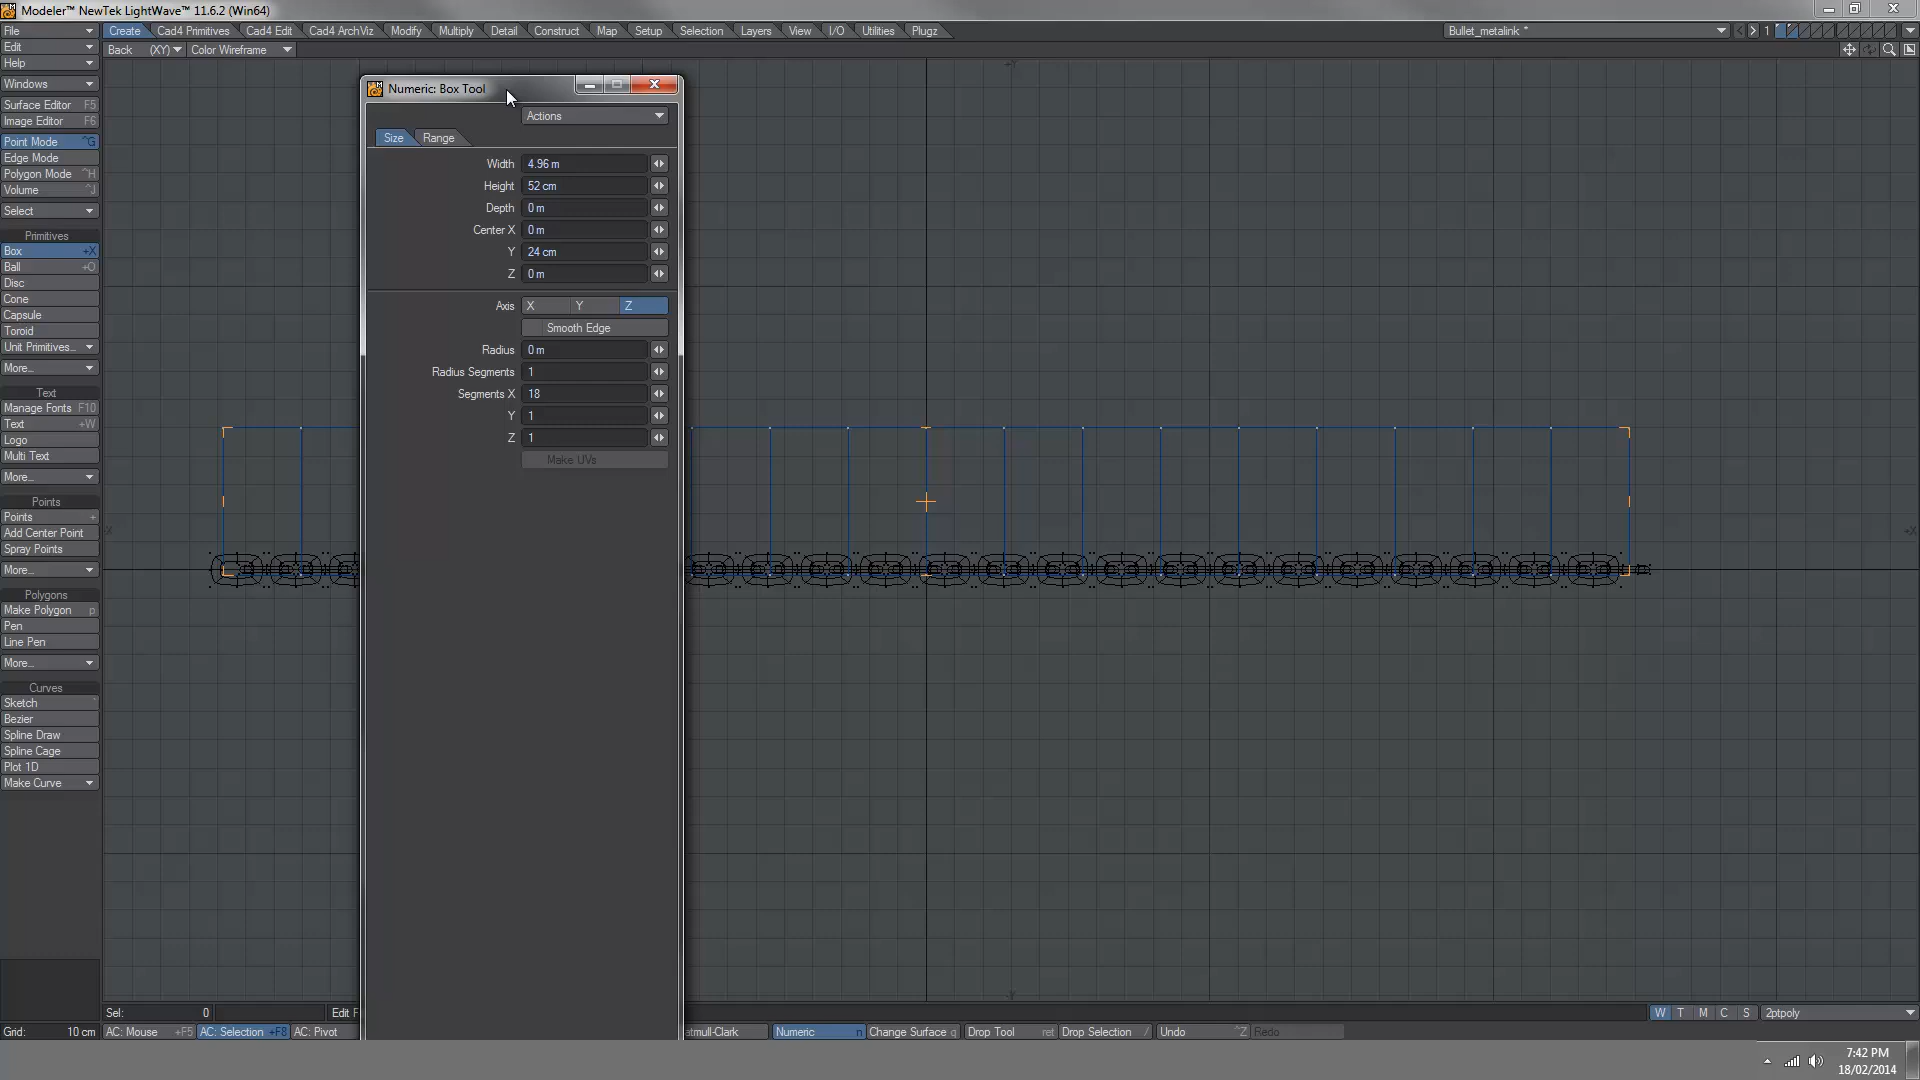 Modeler™ NewTek LightWave™ 11.6.2 (Win64)
File Create Cad4 Primitives Cad4 Edit Cad4 ArchViz Modify Multiply Detail Construct Map Setup Selection Layers View I/O Utilities Plugz Bullet_metalink * 1
Edit Back (XY) Color Wireframe
Help
Windows
Surface Editor F5
Image Editor F6
Point Mode ^G
Edge Mode
Polygon Mode ^H
Volume ^J
Select
Primitives
Box +X
Ball +O
Disc
Cone
Capsule
Toroid
Unit Primitives...
More...
Text
Manage Fonts F10
Text +W
Logo
Multi Text
More...
Points
Points +
Add Center Point
Spray Points
More...
Polygons
Make Polygon p
Pen
Line Pen
More...
Curves
Sketch
Bezier
Spline Draw
Spline Cage
Plot 1D
Make Curve
Numeric: Box Tool
Actions
Size Range
Width 4.96 m
Height 52 cm
Depth 0 m
Center X 0 m
Y 24 cm
Z 0 m
Axis X Y Z
Smooth Edge
Radius 0 m
Radius Segments 1
Segments X 18
Y 1
Z 1
Make UVs
+Y
-X
+X
-Y
Sel: 0 Edit F W T M C S 2ptpoly
Grid: 10 cm AC: Mouse +F5 AC: Selection +F8 AC: Pivot atmull-Clark Numeric n Change Surface q Drop Tool ret Drop Selection / Undo ^Z Redo
7:42 PM
18/02/2014